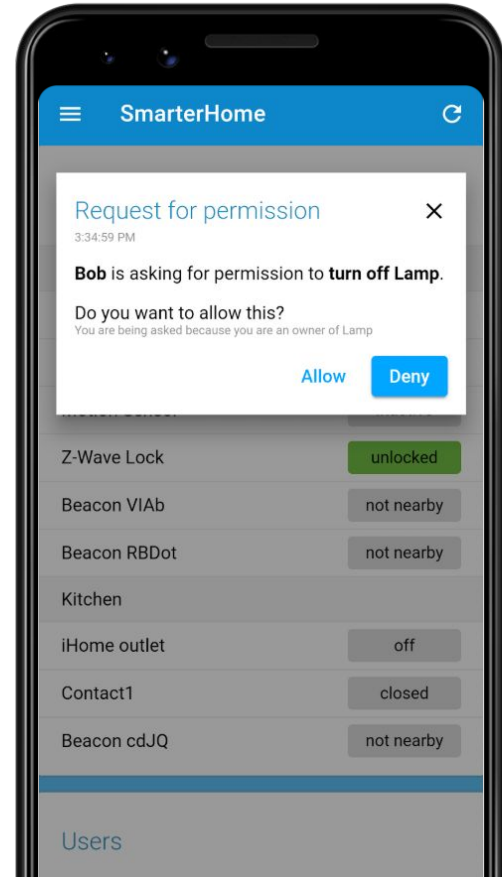 SmarterHome
Request for permission
3:34:59 PM
Bob is asking for permission to turn off Lamp.
Do you want to allow this?
You are being asked because you are an owner of Lamp
Allow Deny
Z-Wave Lock unlocked
Beacon VIAb not nearby
Beacon RBDot not nearby
Kitchen
iHome outlet off
Contact1 closed
Beacon cdJQ not nearby
Users